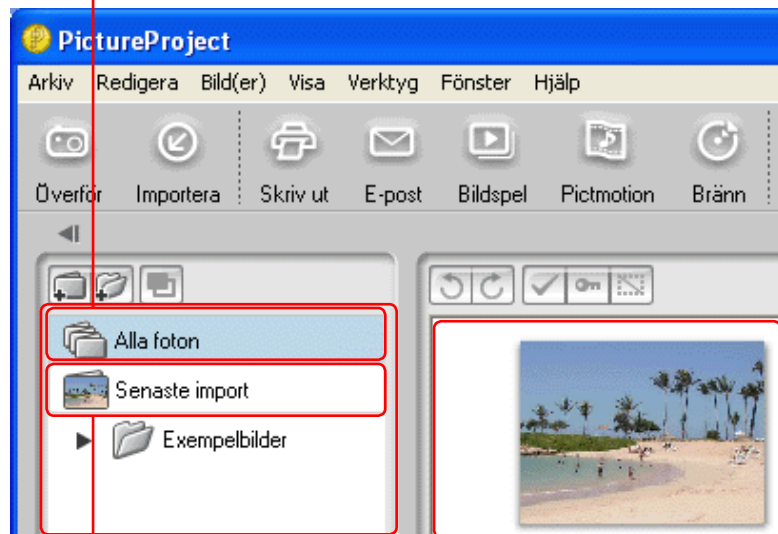 PictureProject
Arkiv Redigera Bild(er) Visa Verktyg Fönster Hjälp
Överför Importera Skriv ut E-post Bildspel Pictmotion Bränn
Alla foton
Senaste import
Exempelbilder